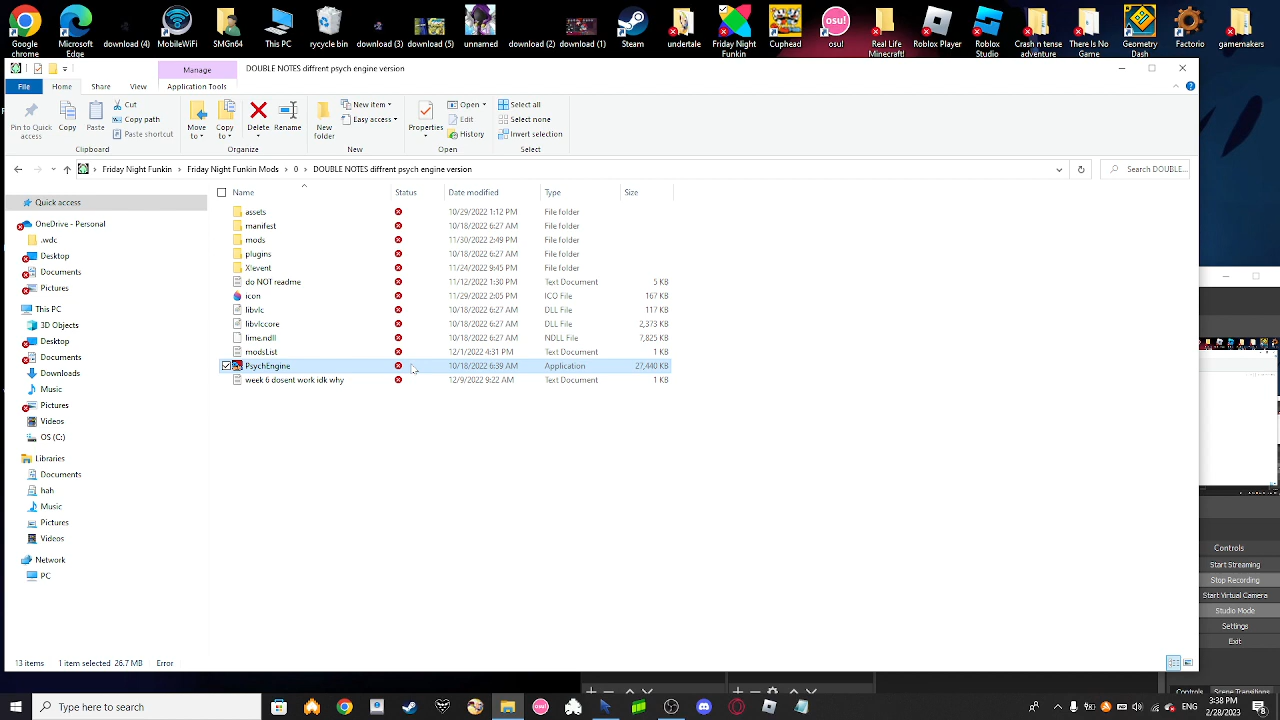 Google Chrome
Microsoft Edge
download (4)
MobileWiFi
SMGn64
This PC
rycycle bin
download (3)
download (5)
unnamed
download (2)
download (1)
Steam
undertale
Friday Night Funkin
Cuphead
osu!
Real Life Minecraft!
Roblox Player
Roblox Studio
Crash n tense adventure
There Is No Game
Geometry Dash
Factorio
gamemakers
Manage
DOUBLE NOTES diffrent psych engine version
File
Home
Share
View
Application Tools
Pin to Quick access
Copy
Paste
Cut
Copy path
Paste shortcut
Clipboard
Move to
Copy to
Delete
Rename
Organize
New folder
New item
Easy access
New
Properties
Open
Edit
History
Open
Select all
Select none
Invert selection
Select
Friday Night Funkin > Friday Night Funkin Mods > 0 > DOUBLE NOTES diffrent psych engine version
Search DOUBLE...
Name Status Date modified Type Size
assets 10/29/2022 1:12 PM File folder
manifest 10/18/2022 6:27 AM File folder
mods 11/30/2022 2:49 PM File folder
plugins 10/18/2022 6:27 AM File folder
Xlevent 11/24/2022 9:45 PM File folder
do NOT readme 11/12/2022 1:30 PM Text Document 5 KB
icon 11/29/2022 2:05 PM ICO File 167 KB
libvlc 10/18/2022 6:27 AM DLL File 117 KB
libvlccore 10/18/2022 6:27 AM DLL File 2,373 KB
lime.ndll 10/18/2022 6:27 AM NDLL File 7,825 KB
modsList 12/1/2022 4:31 PM Text Document 1 KB
PsychEngine 10/18/2022 6:39 AM Application 27,440 KB
week 6 dosent work idk why 12/9/2022 9:22 AM Text Document 1 KB
Quick access
OneDrive - Personal
.wdc
Desktop
Documents
Pictures
This PC
3D Objects
Desktop
Documents
Downloads
Music
Pictures
Videos
OS (C:)
Libraries
Documents
hah
Music
Pictures
Videos
Network
PC
13 items 1 item selected 26.7 MB Error
Controls
Start Streaming
Stop Recording
Start Virtual Camera
Studio Mode
Settings
Exit
Controls Scene Transitions
Type here to search
3:38 PM
2/28/2023
8